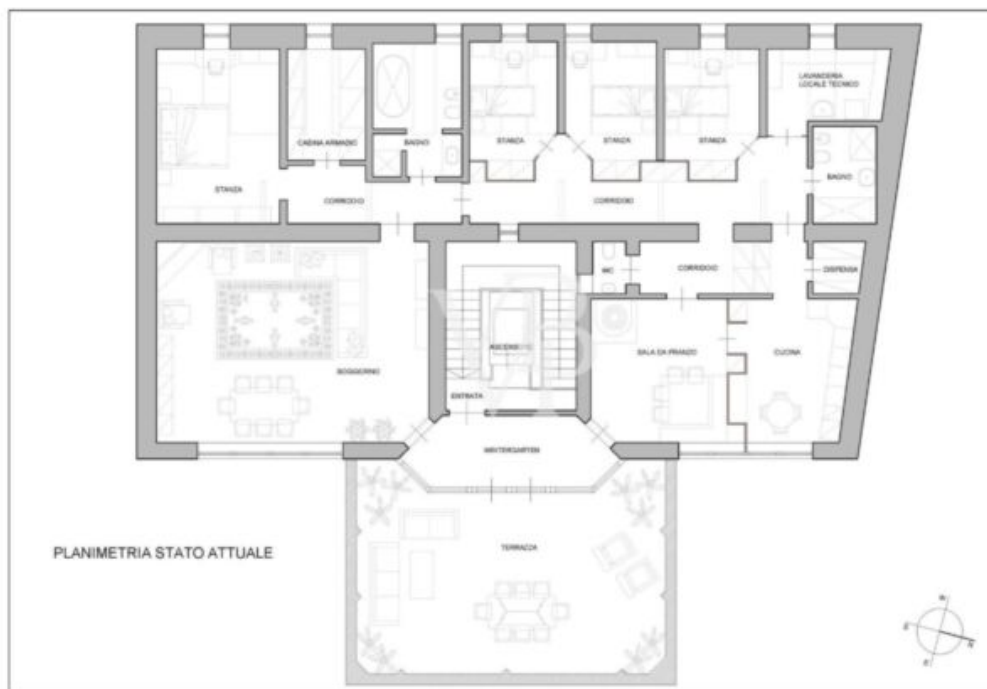 LAVANDERIA
LOCALE TECNICO
CABINA ARMADIO
BAGNO
STANZA
STANZA
STANZA
BAGNO
STANZA
CORRIDOIO
CORRIDOIO
WC
CORRIDOIO
DISPENSA
ASCENSORE
SALA DA PRANZO
CUCINA
SOGGIORNO
ENTRATA
WINTERGARTEN
TERRAZZA
PLANIMETRIA STATO ATTUALE